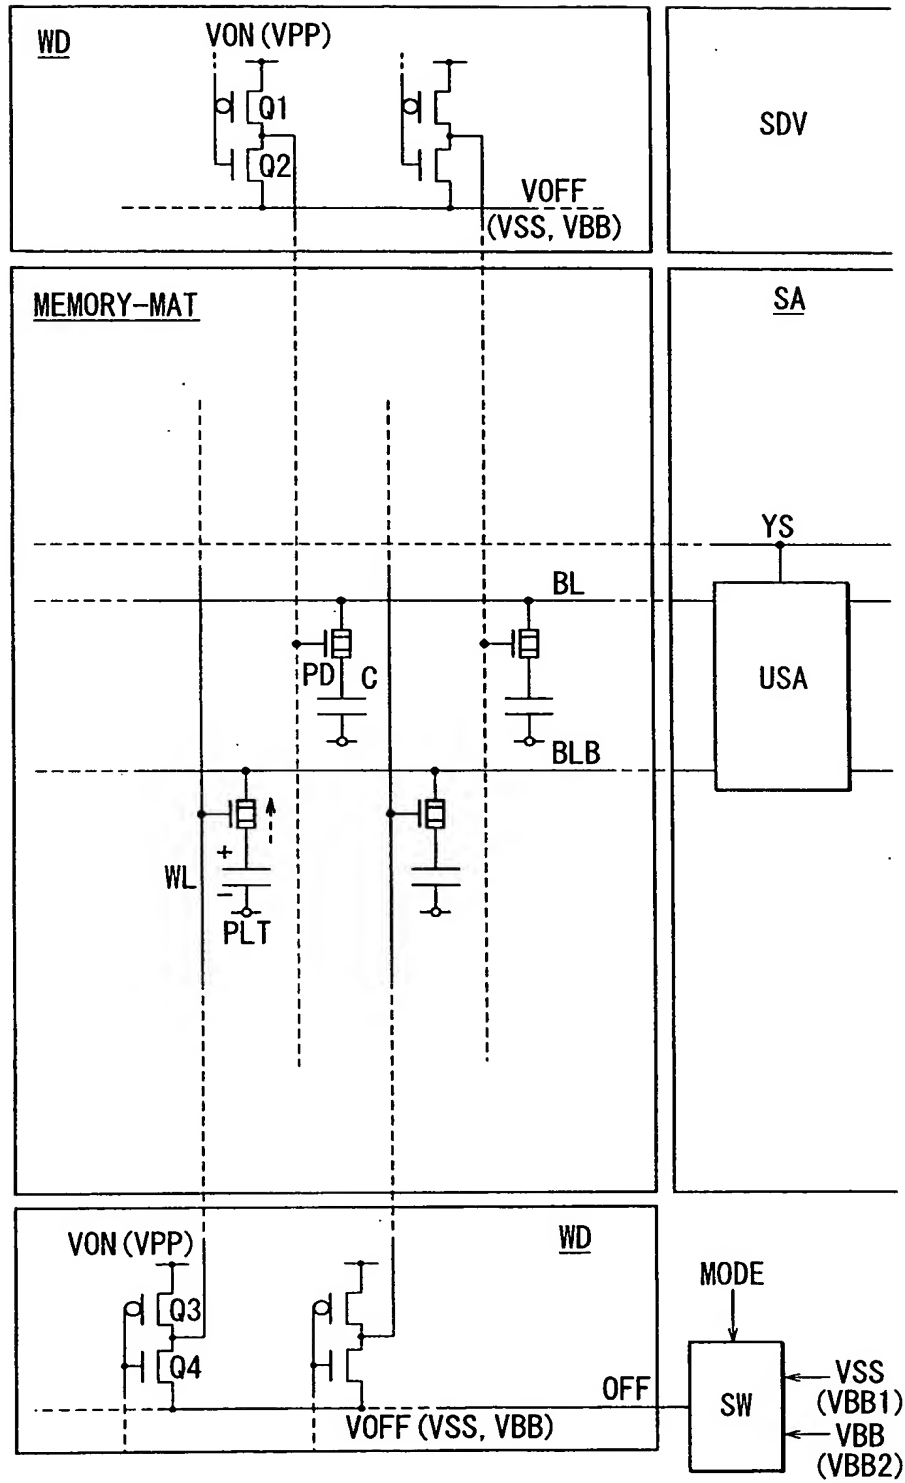 WD
VON (VPP)
Q1
Q2
VOFF
(VSS, VBB)
SDV
MEMORY-MAT
SA
YS
BL
PD
C
USA
BLB
+
WL
−
PLT
VON (VPP)
WD
Q3
Q4
MODE
OFF
VOFF (VSS, VBB)
SW
VSS
(VBB1)
VBB
(VBB2)